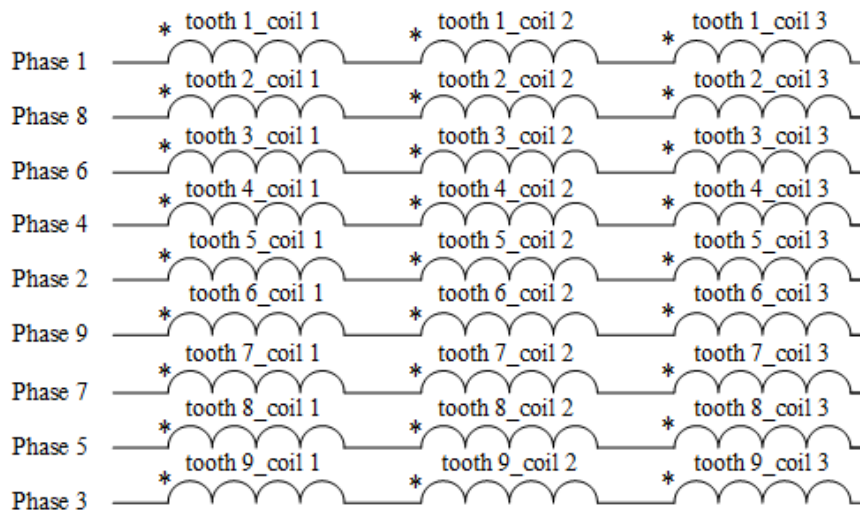 * tooth 1_coil 1 * tooth 1_coil 2 * tooth 1_coil 3
Phase 1
* tooth 2_coil 1 * tooth 2_coil 2 * tooth 2_coil 3
Phase 8
* tooth 3_coil 1 * tooth 3_coil 2 * tooth 3_coil 3
Phase 6
* tooth 4_coil 1 * tooth 4_coil 2 * tooth 4_coil 3
Phase 4
* tooth 5_coil 1 * tooth 5_coil 2 * tooth 5_coil 3
Phase 2
* tooth 6_coil 1 * tooth 6_coil 2 * tooth 6_coil 3
Phase 9
* tooth 7_coil 1 * tooth 7_coil 2 * tooth 7_coil 3
Phase 7
* tooth 8_coil 1 * tooth 8_coil 2 * tooth 8_coil 3
Phase 5
* tooth 9_coil 1 * tooth 9_coil 2 * tooth 9_coil 3
Phase 3